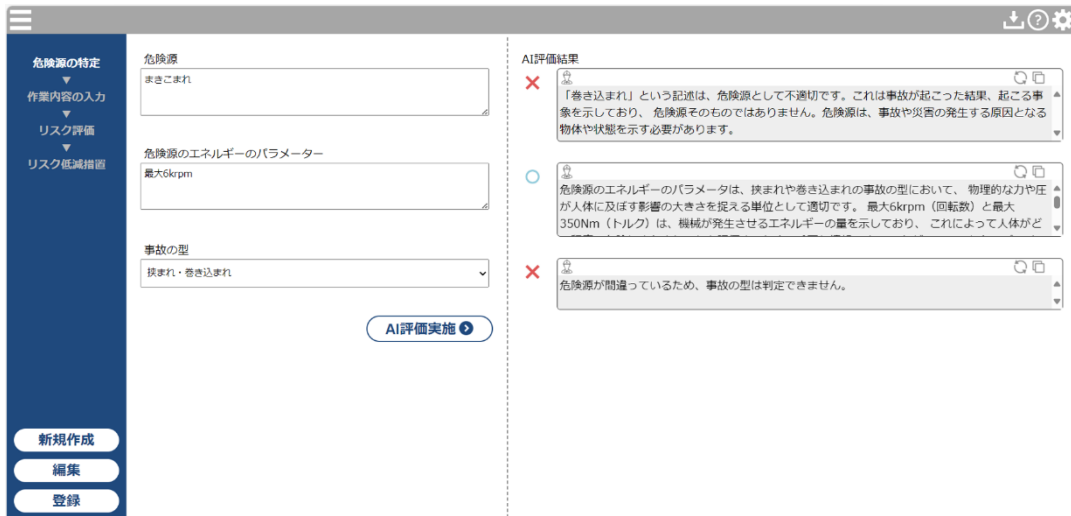 危険源の特定
▼
作業内容の入力
▼
リスク評価
▼
リスク低減措置
新規作成
編集
登録
危険源
まきこまれ
危険源のエネルギーのパラメーター
最大6krpm
事故の型
挟まれ・巻き込まれ
AI評価実施
AI評価結果
「巻き込まれ」という記述は、危険源として不適切です。これは事故が起こった結果、起こる事
象を示しており、 危険源そのものではありません。危険源は、事故や災害の発生する原因となる
物体や状態を示す必要があります。
危険源のエネルギーのパラメータは、挟まれや巻き込まれの事故の型において、 物理的な力や圧
が人体に及ぼす影響の大きさを捉える単位として適切です。 最大6krpm（回転数）と最大
350Nm（トルク）は、機械が発生させるエネルギーの量を示しており、 これによって人体がど
危険源が間違っているため、事故の型は判定できません。